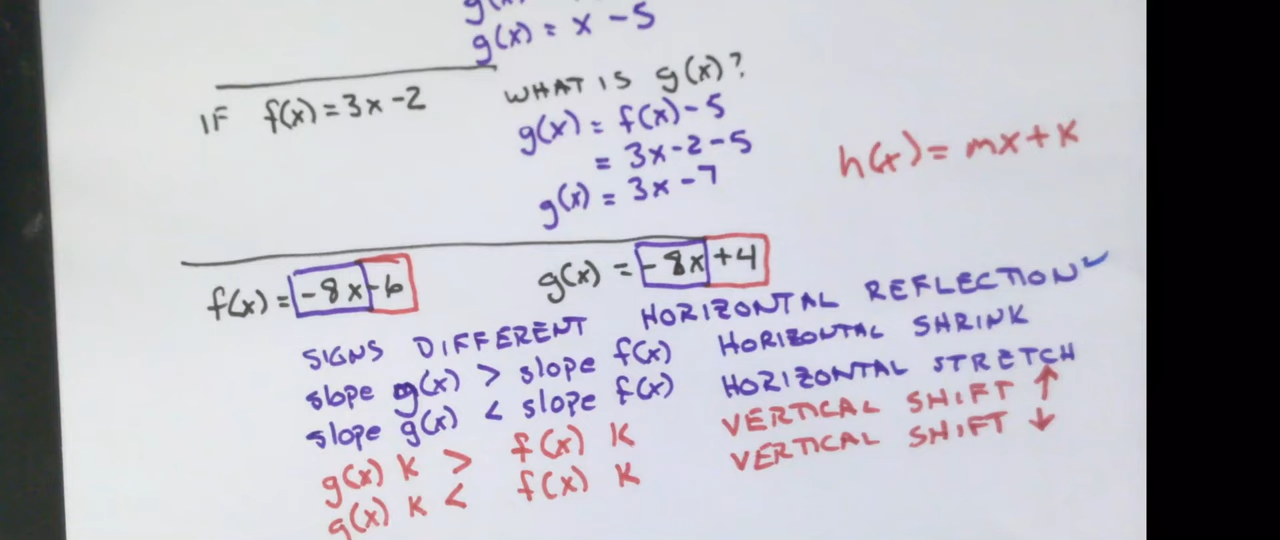 g(x) = x - 5
IF f(x) = 3x - 2
WHAT IS g(x)?
g(x) = f(x) - 5
= 3x - 2 - 5
g(x) = 3x - 7
h(x) = mx + K
f(x) = -8x - 6
g(x) = -8x + 4
SIGNS DIFFERENT HORIZONTAL REFLECTION ✓
slope g(x) > slope f(x) HORIZONTAL SHRINK
slope g(x) < slope f(x) HORIZONTAL STRETCH
g(x) K > f(x) K VERTICAL SHIFT ↑
g(x) K < f(x) K VERTICAL SHIFT ↓